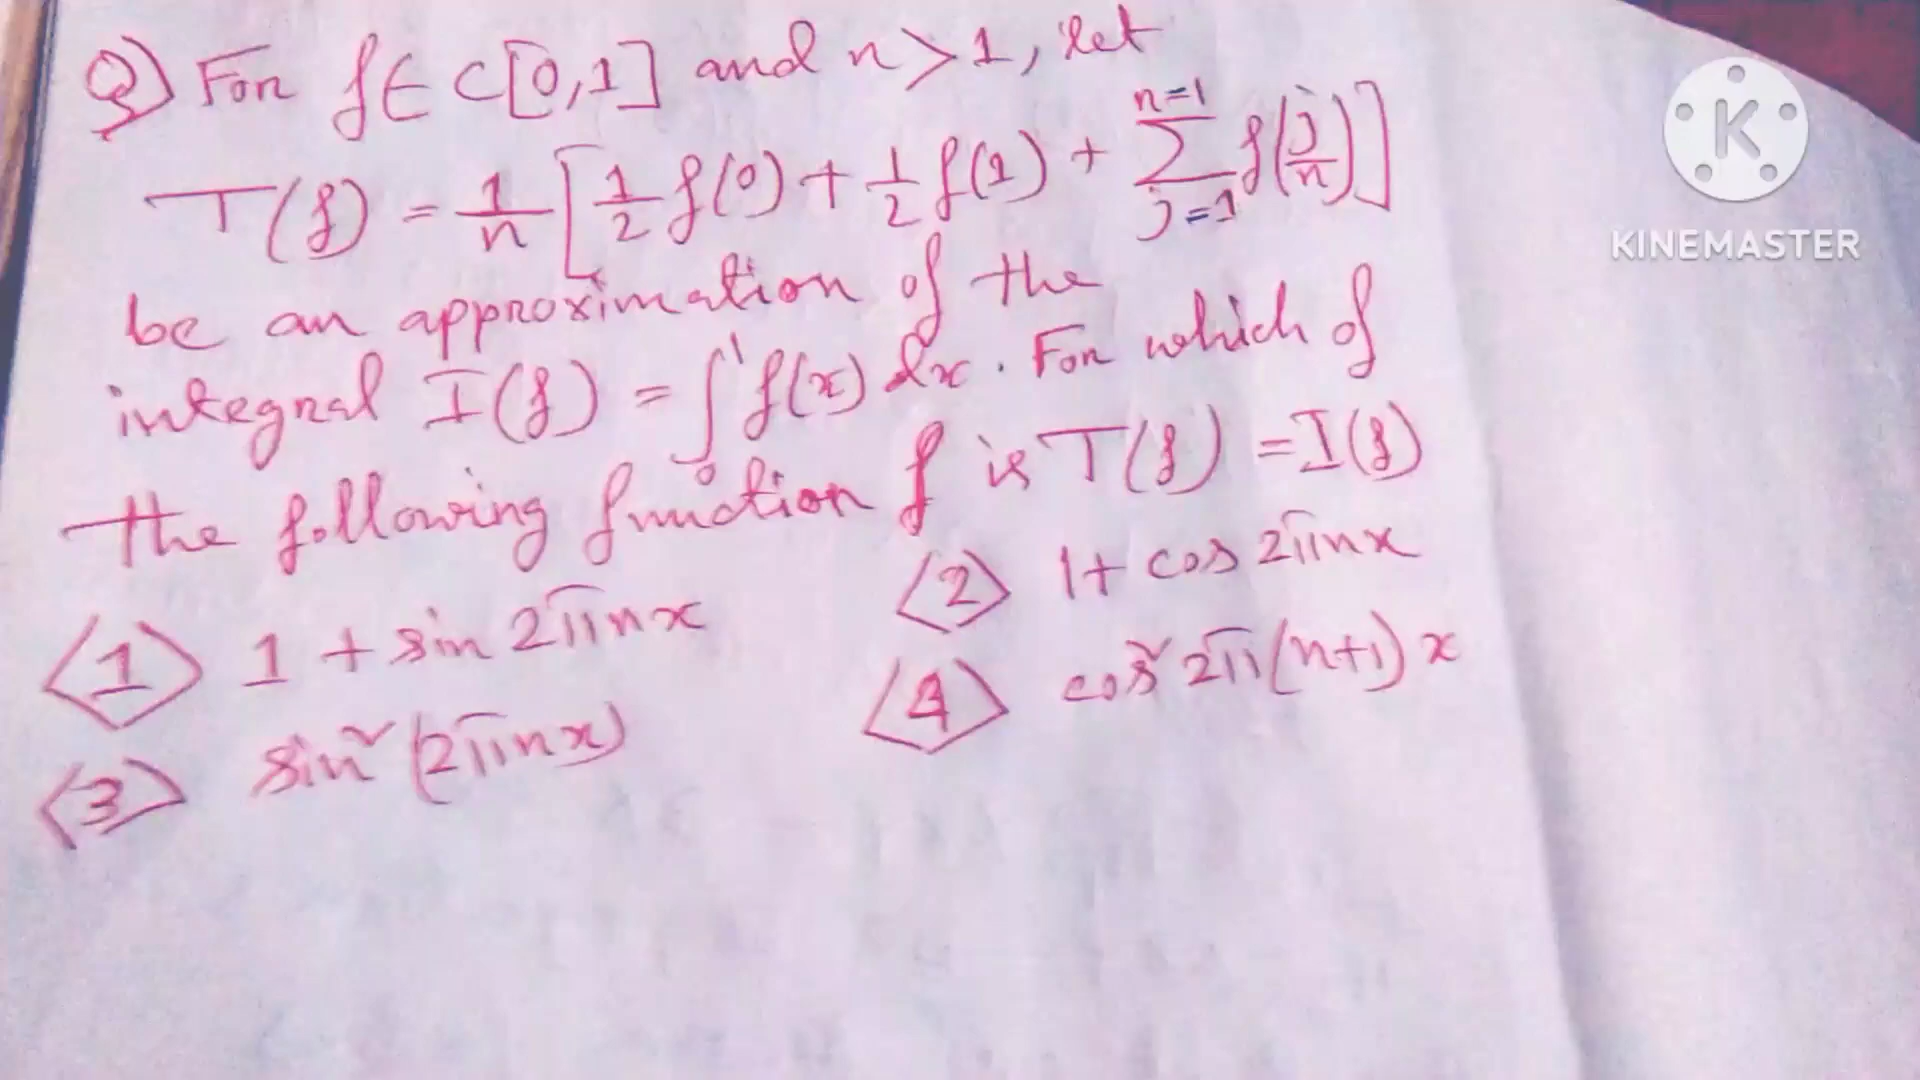 Q) For f ∈ C[0,1] and n > 1, let
T(f) = 1/n [1/2 f(0) + 1/2 f(1) + ∑_{j=1}^{n=1} f(j/n)]
be an approximation of the
integral I(f) = ∫_0^1 f(x) dx. For which of
the following function f is T(f) = I(f)
<1> 1 + sin 2πnx
<2> 1 + cos 2πnx
<3> sin² (2πnx)
<4> cos² 2π(n+1)x
KINEMASTER